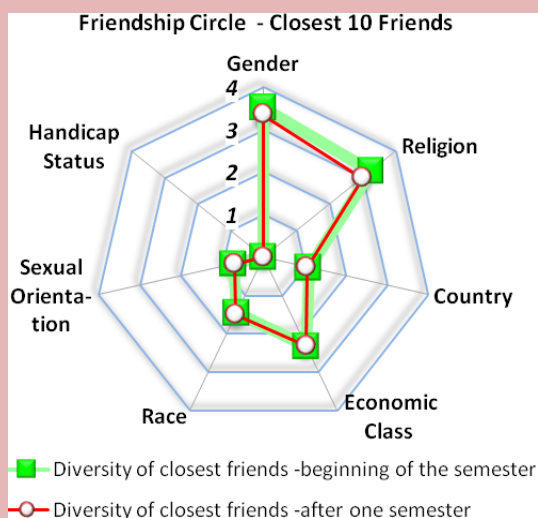 Friendship Circle - Closest 10 Friends
Gender
4
3
2
1
Handicap
Status
Religion
Sexual
Orienta-
tion
Country
Race
Economic
Class
Diversity of closest friends -beginning of the semester
Diversity of closest friends -after one semester